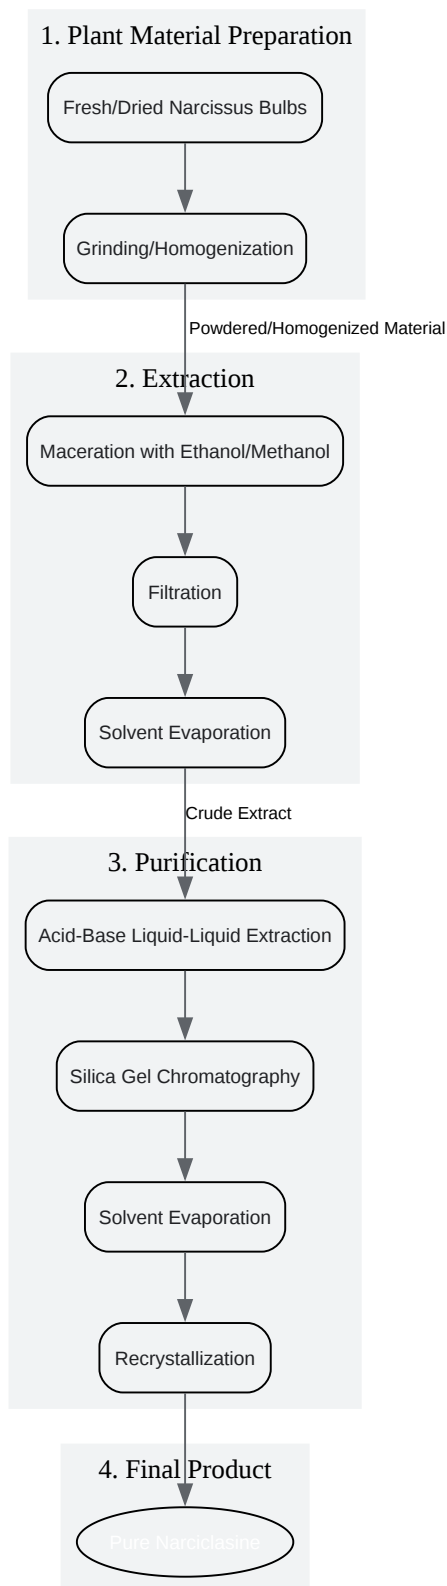 1. Plant Material Preparation
Fresh/Dried Narcissus Bulbs
Grinding/Homogenization
Powdered/Homogenized Material
2. Extraction
Maceration with Ethanol/Methanol
Filtration
Solvent Evaporation
Crude Extract
3. Purification
Acid-Base Liquid-Liquid Extraction
Silica Gel Chromatography
Solvent Evaporation
Recrystallization
4. Final Product
Pure Narciclasine